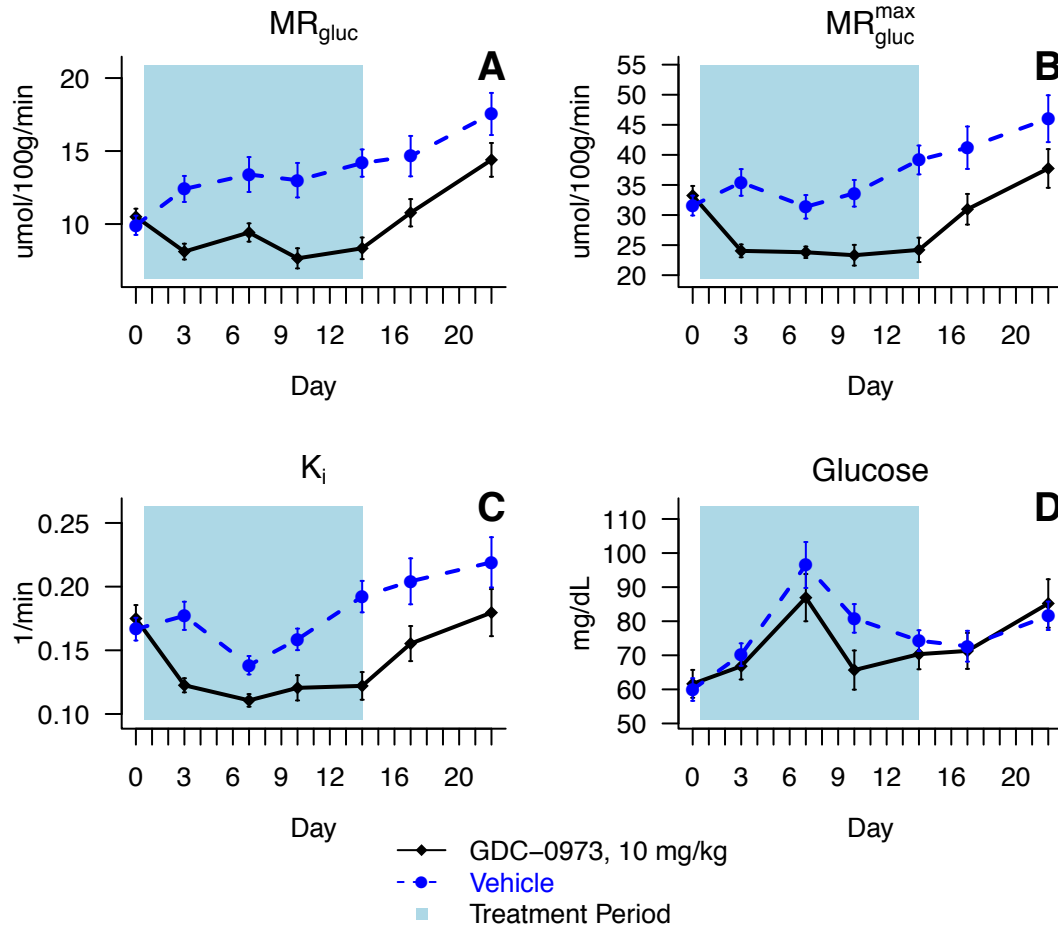 MRgluc
A
umol/100g/min
20
15
10
0 3 6 9 12 16 20
Day
MRmaxgluc
B
umol/100g/min
55
50
45
40
35
30
25
20
0 3 6 9 12 16 20
Day
Ki
C
1/min
0.25
0.20
0.15
0.10
0 3 6 9 12 16 20
Day
Glucose
D
mg/dL
110
100
90
80
70
60
50
0 3 6 9 12 16 20
Day
GDC−0973, 10 mg/kg
Vehicle
Treatment Period